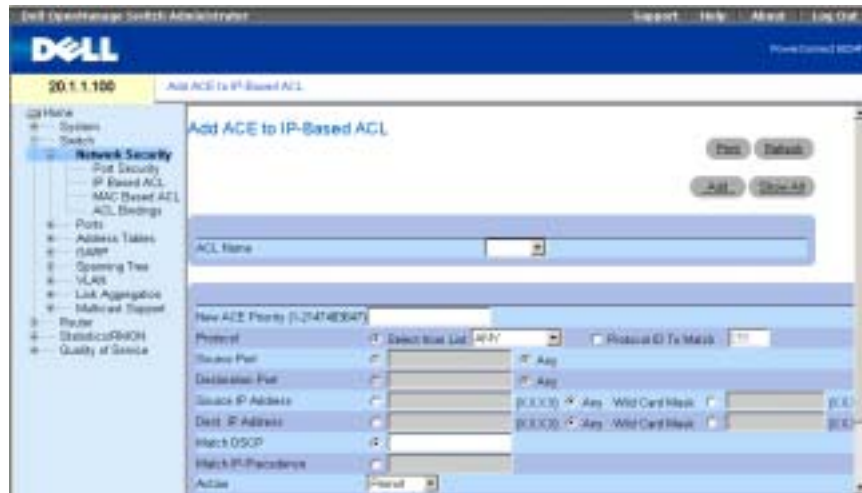 Dell OpenManage Switch Administrator
Support Help About Log Out
DELL
20.1.1.100
Add ACE to IP-Based ACL
Home
System
Switch
Network Security
Port Security
IP Based ACL
MAC Based ACL
ACL Bindings
Ports
Address Tables
GARP
Spanning Tree
VLAN
Link Aggregation
Multicast Support
Router
Statistics/RMON
Quality of Service
Add ACE to IP-Based ACL
Print Refresh
Add Show All
ACL Name
New ACE Priority (1-2147483647)
Protocol Select from List ANY Protocol ID To Match
Source Port Any
Destination Port Any
Source IP Address (X.X.X.X) Any Wild Card Mask
Dest. IP Address (X.X.X.X) Any Wild Card Mask
Match DSCP
Match IP-Precedence
Action Permit